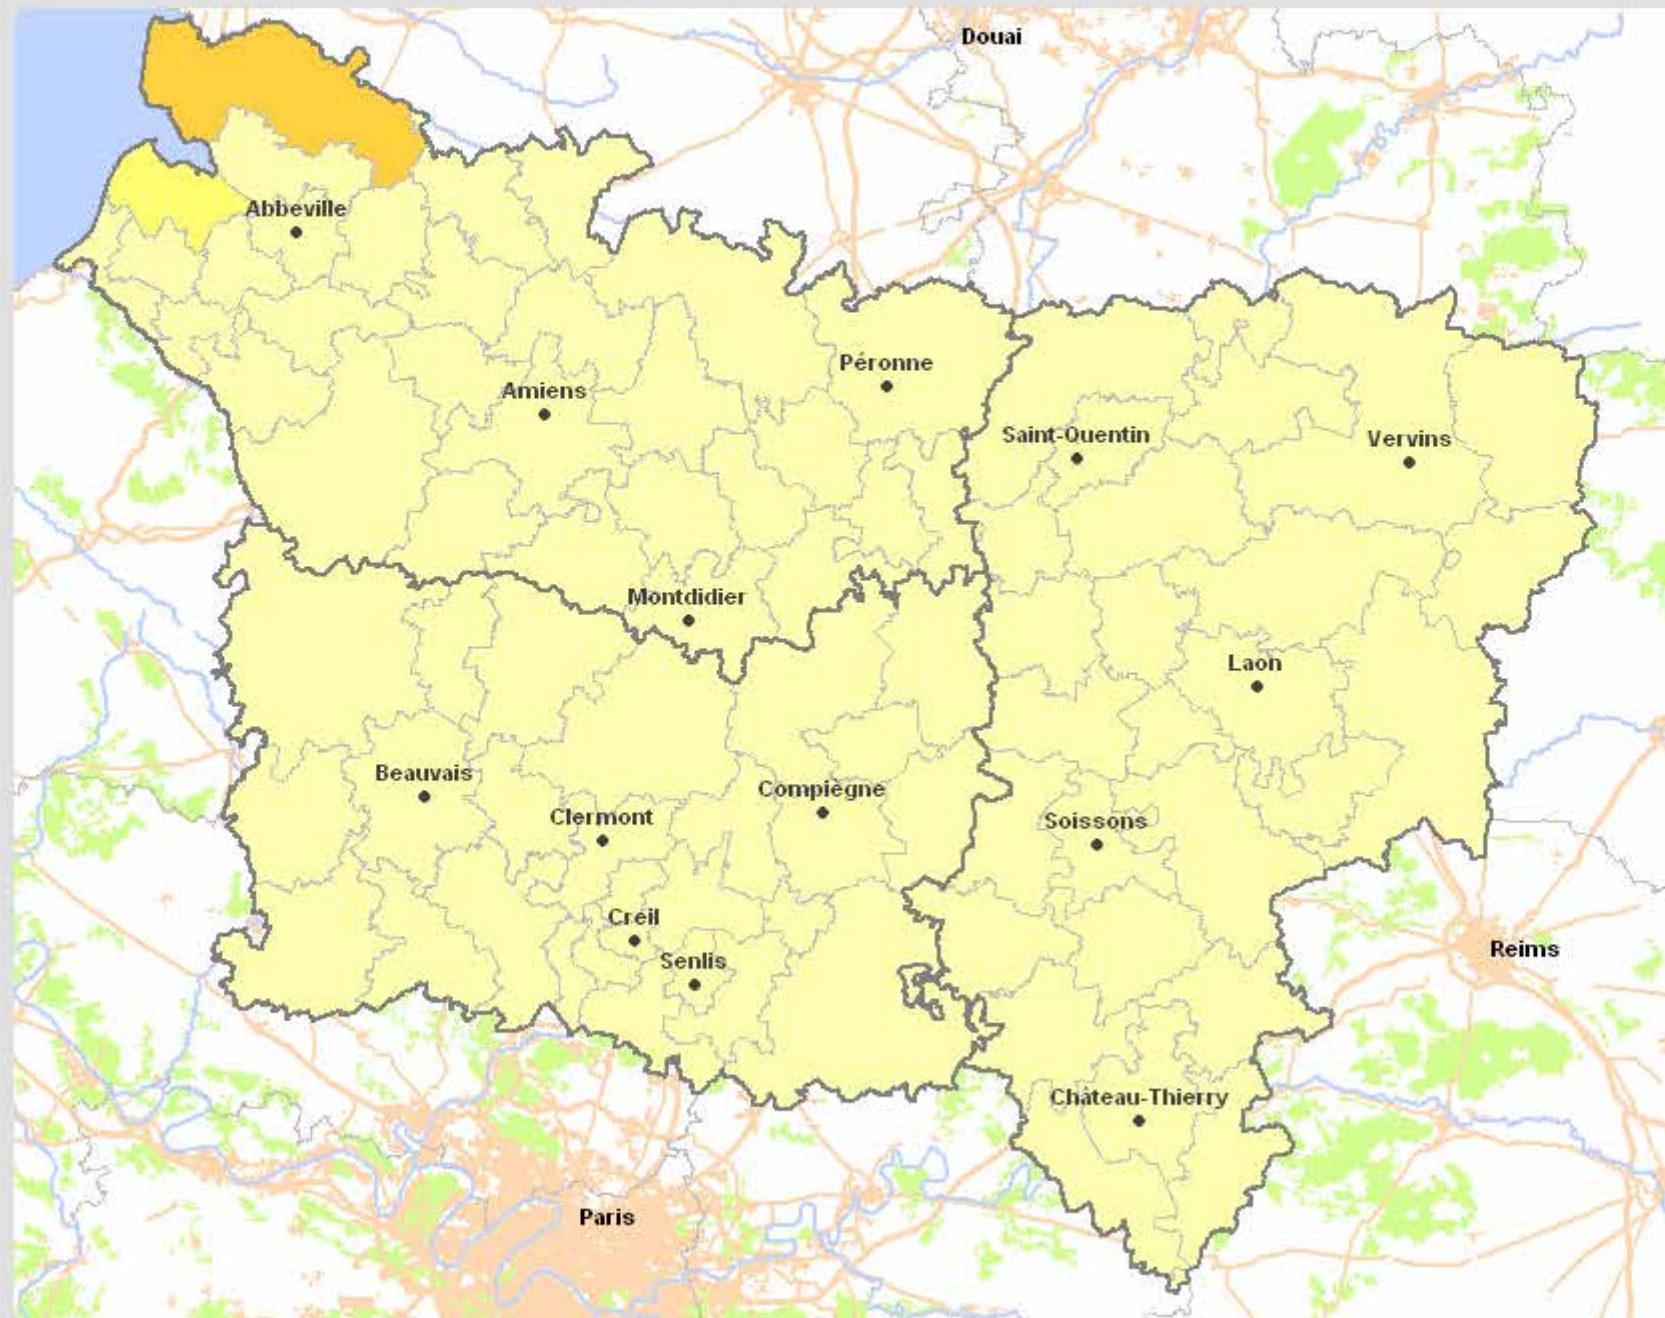 Douai
Abbeville
Péronne
Amiens
Saint-Quentin
Vervins
Montdidier
Laon
Beauvais
Compiègne
Clermont
Soissons
Creil
Reims
Senlis
Château-Thierry
Paris